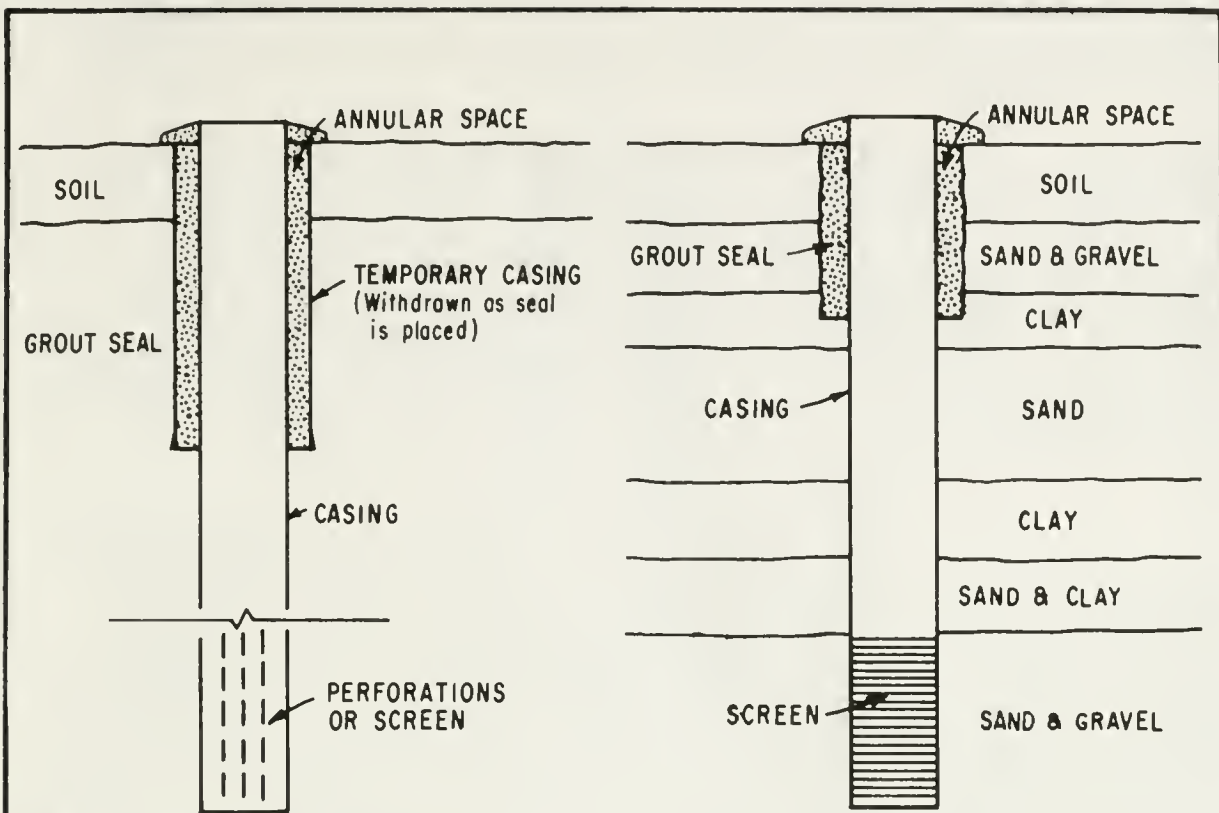 ANNULAR SPACE
SOIL
TEMPORARY CASING
(Withdrawn as seal
is placed)
GROUT SEAL
CASING
PERFORATIONS
OR SCREEN
ANNULAR SPACE
SOIL
GROUT SEAL
SAND & GRAVEL
CLAY
CASING
SAND
CLAY
SAND & CLAY
SCREEN
SAND & GRAVEL